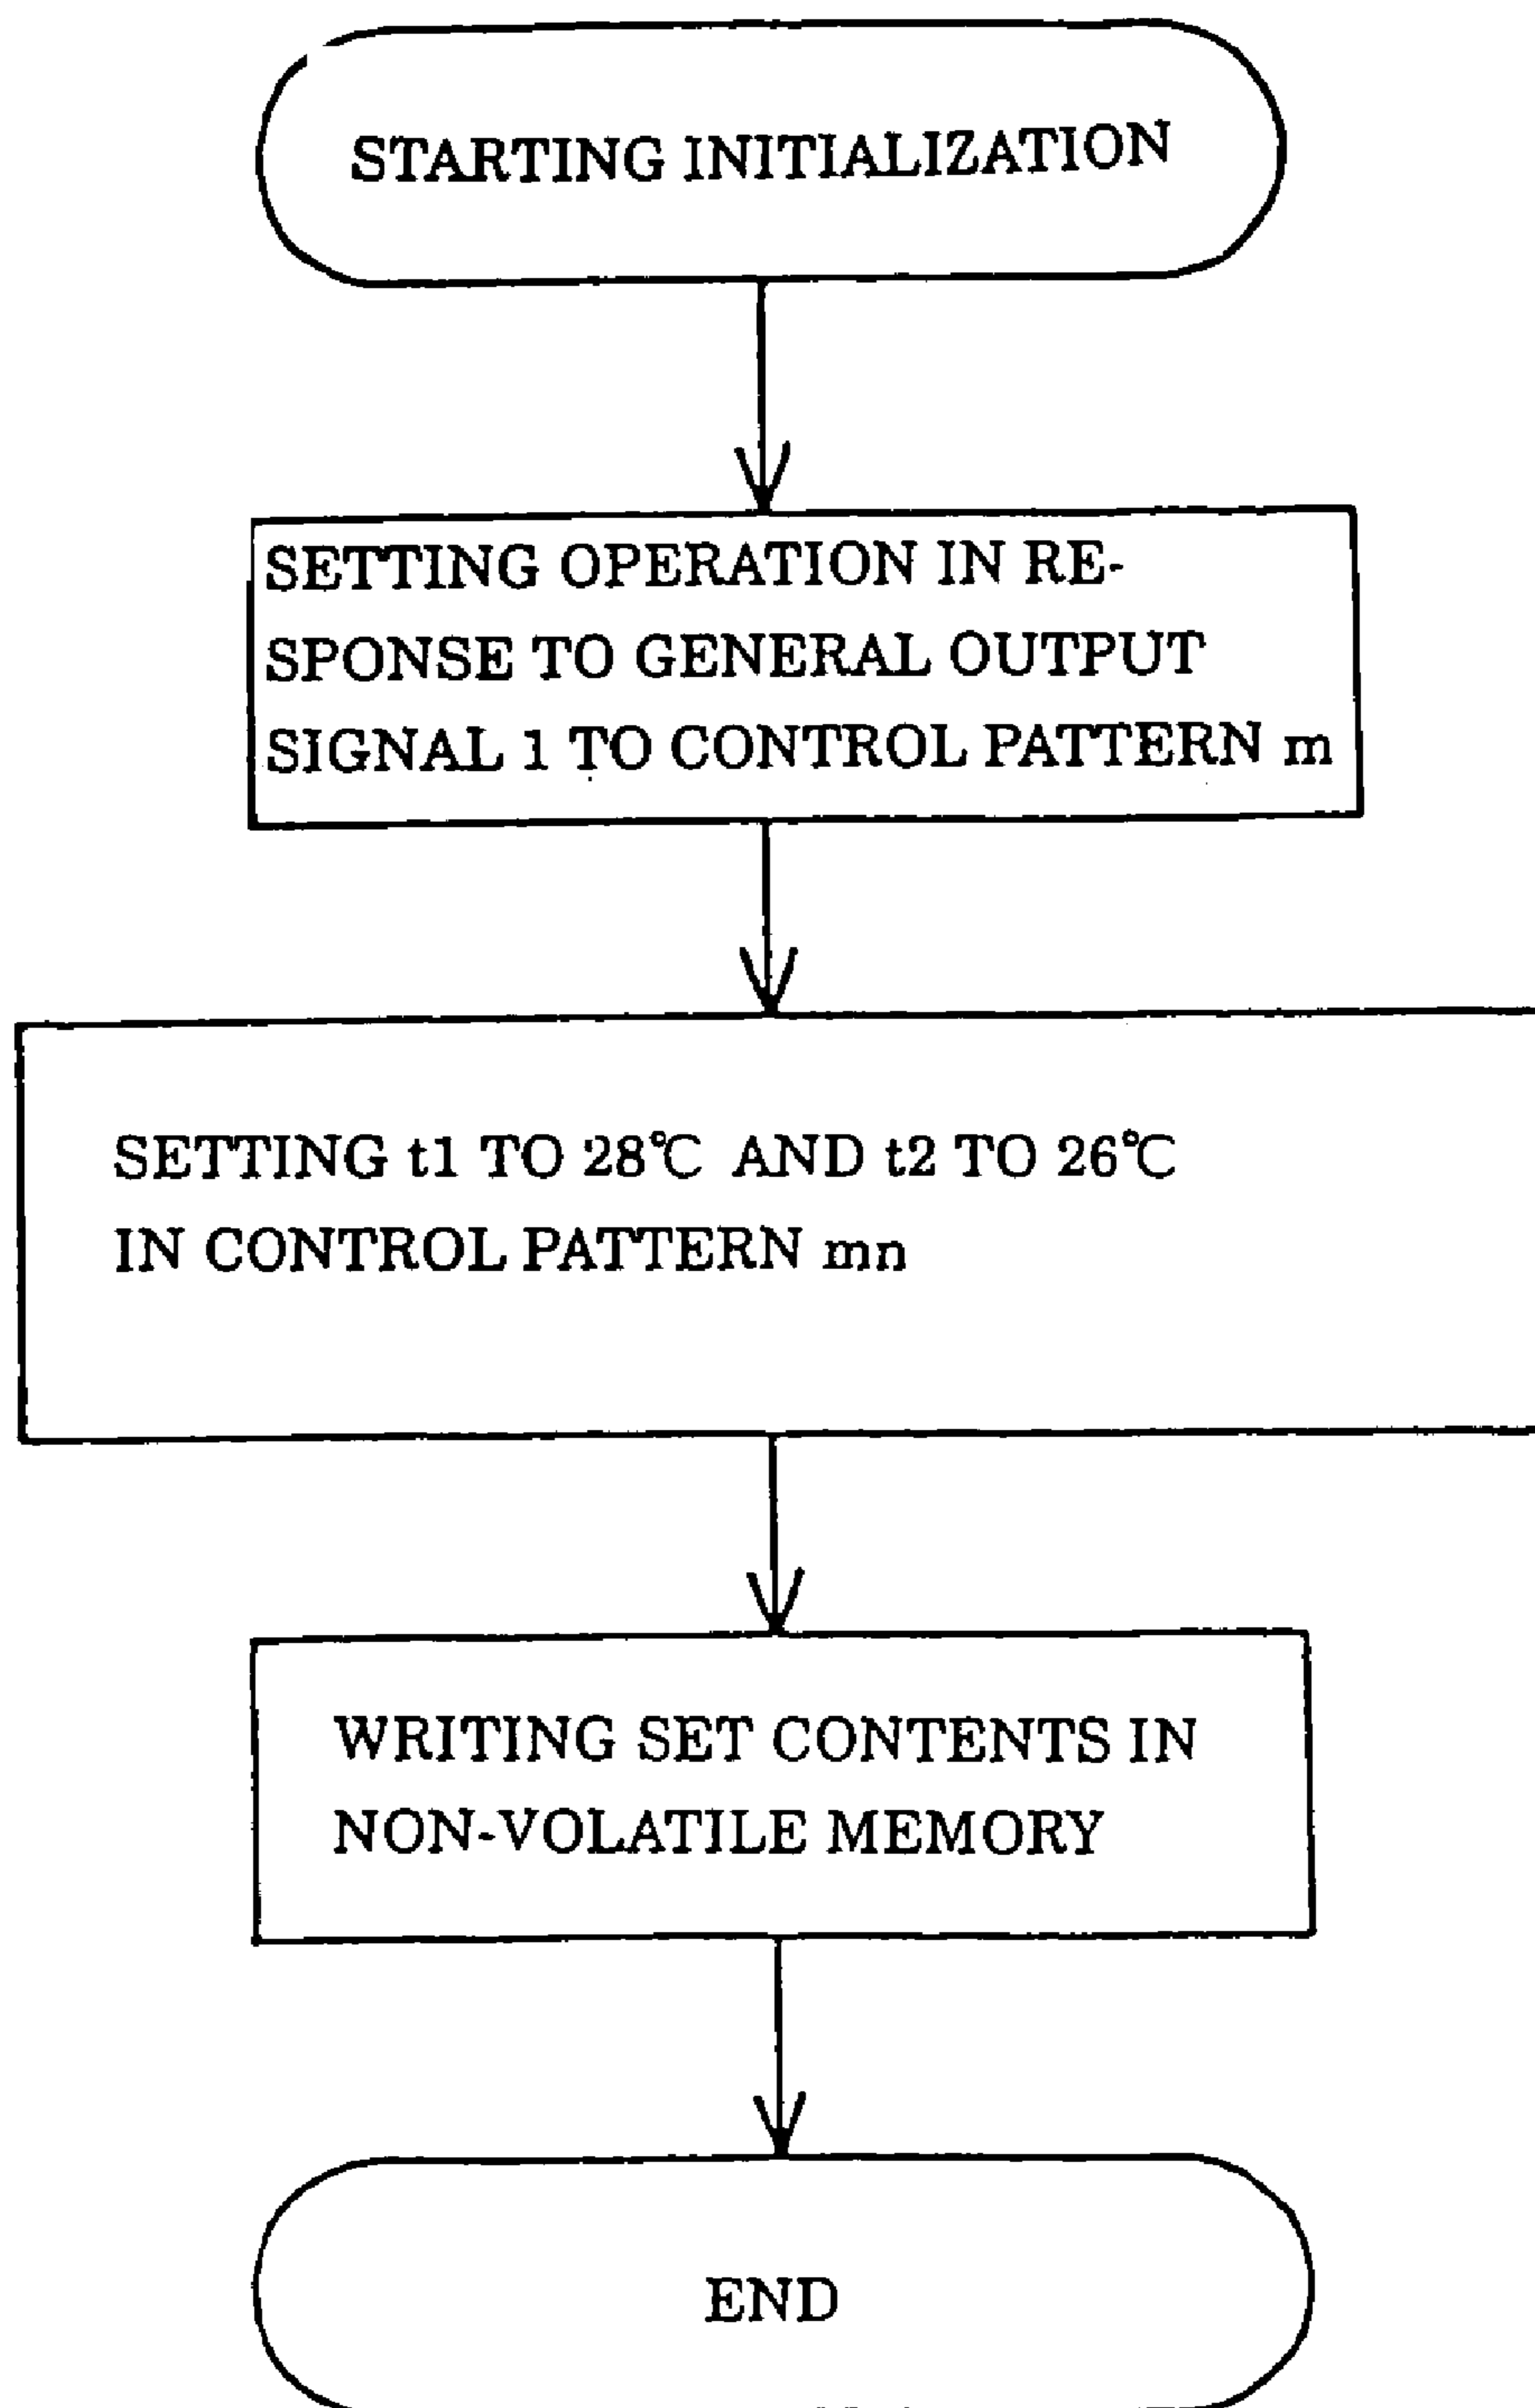 STARTING INITIALIZATION
SETTING OPERATION IN RE-
SPONSE TO GENERAL OUTPUT
SIGNAL 1 TO CONTROL PATTERN m
SETTING t1 TO 28℃ AND t2 TO 26℃
IN CONTROL PATTERN mn
WRITING SET CONTENTS IN
NON-VOLATILE MEMORY
END